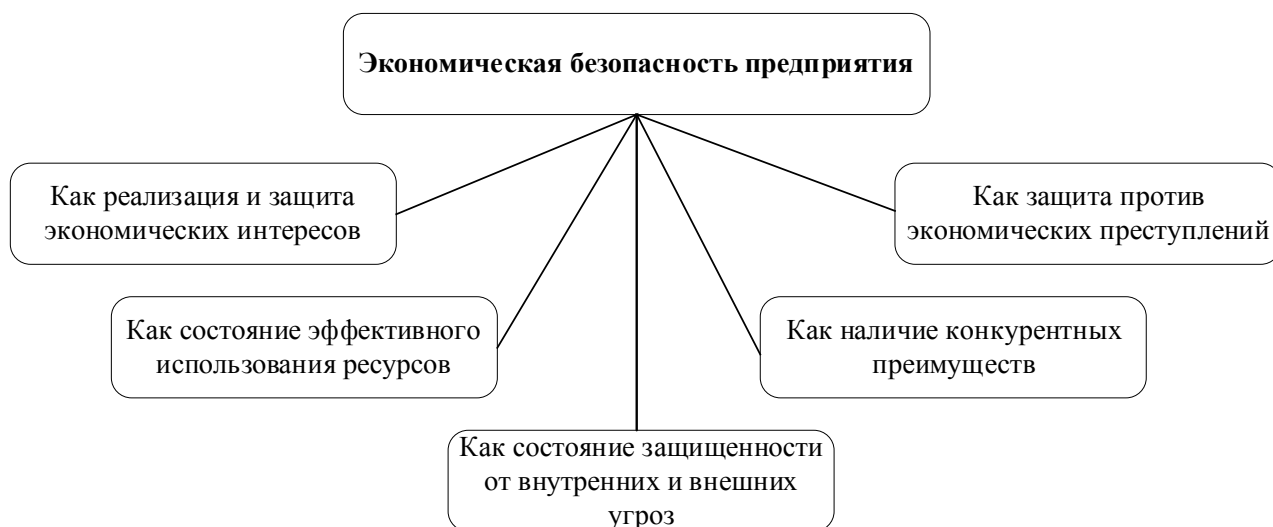 Экономическая безопасность предприятия
Как реализация и защита
экономических интересов
Как защита против
экономических преступлений
Как состояние эффективного
использования ресурсов
Как наличие конкурентных
преимуществ
Как состояние защищенности
от внутренних и внешних
угроз